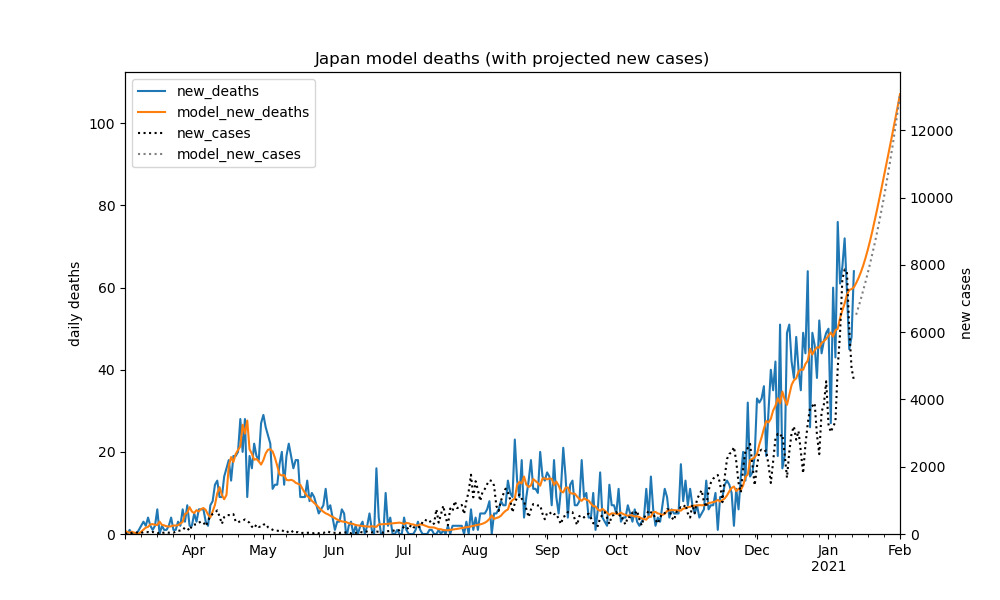 Japan model deaths (with projected new cases)
new_deaths
model_new_deaths
new_cases
model_new_cases
daily deaths
new cases
100
80
60
40
20
0
12000
10000
8000
6000
4000
2000
0
Apr May Jun Jul Aug Sep Oct Nov Dec Jan Feb
2021